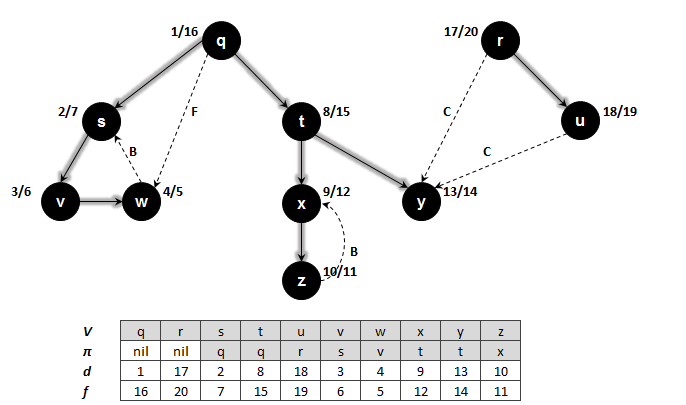 1/16 q
17/20 r
2/7 s
F
t 8/15
C
u 18/19
B
C
3/6 v
w 4/5
x 9/12
y 13/14
B
z 10/11
V q r s t u v w x y z
π nil nil q q r s v t t x
d 1 17 2 8 18 3 4 9 13 10
f 16 20 7 15 19 6 5 12 14 11